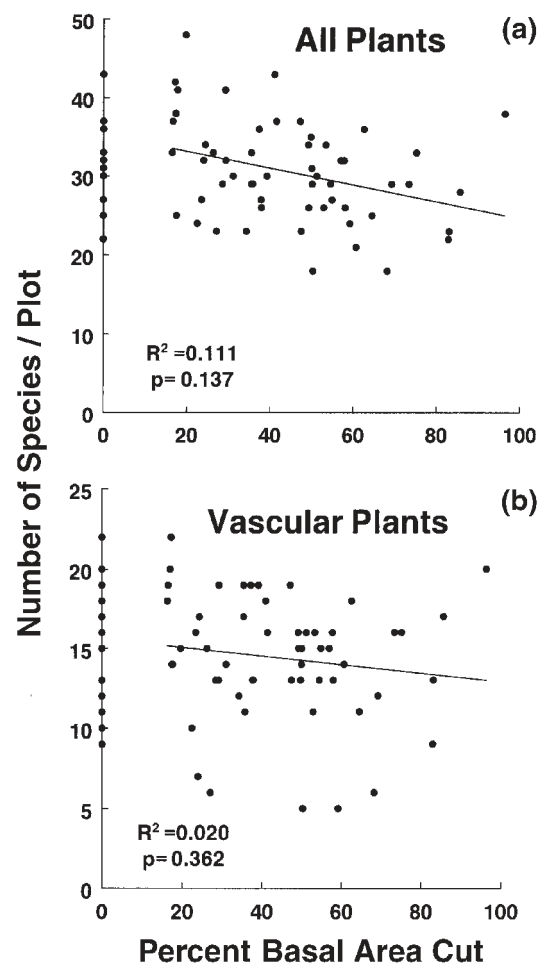 (a)
All Plants
50
40
30
20
10
0
R² =0.111
p= 0.137
0 20 40 60 80 100
Number of Species / Plot
(b)
Vascular Plants
25
20
15
10
5
0
R² =0.020
p= 0.362
0 20 40 60 80 100
Percent Basal Area Cut